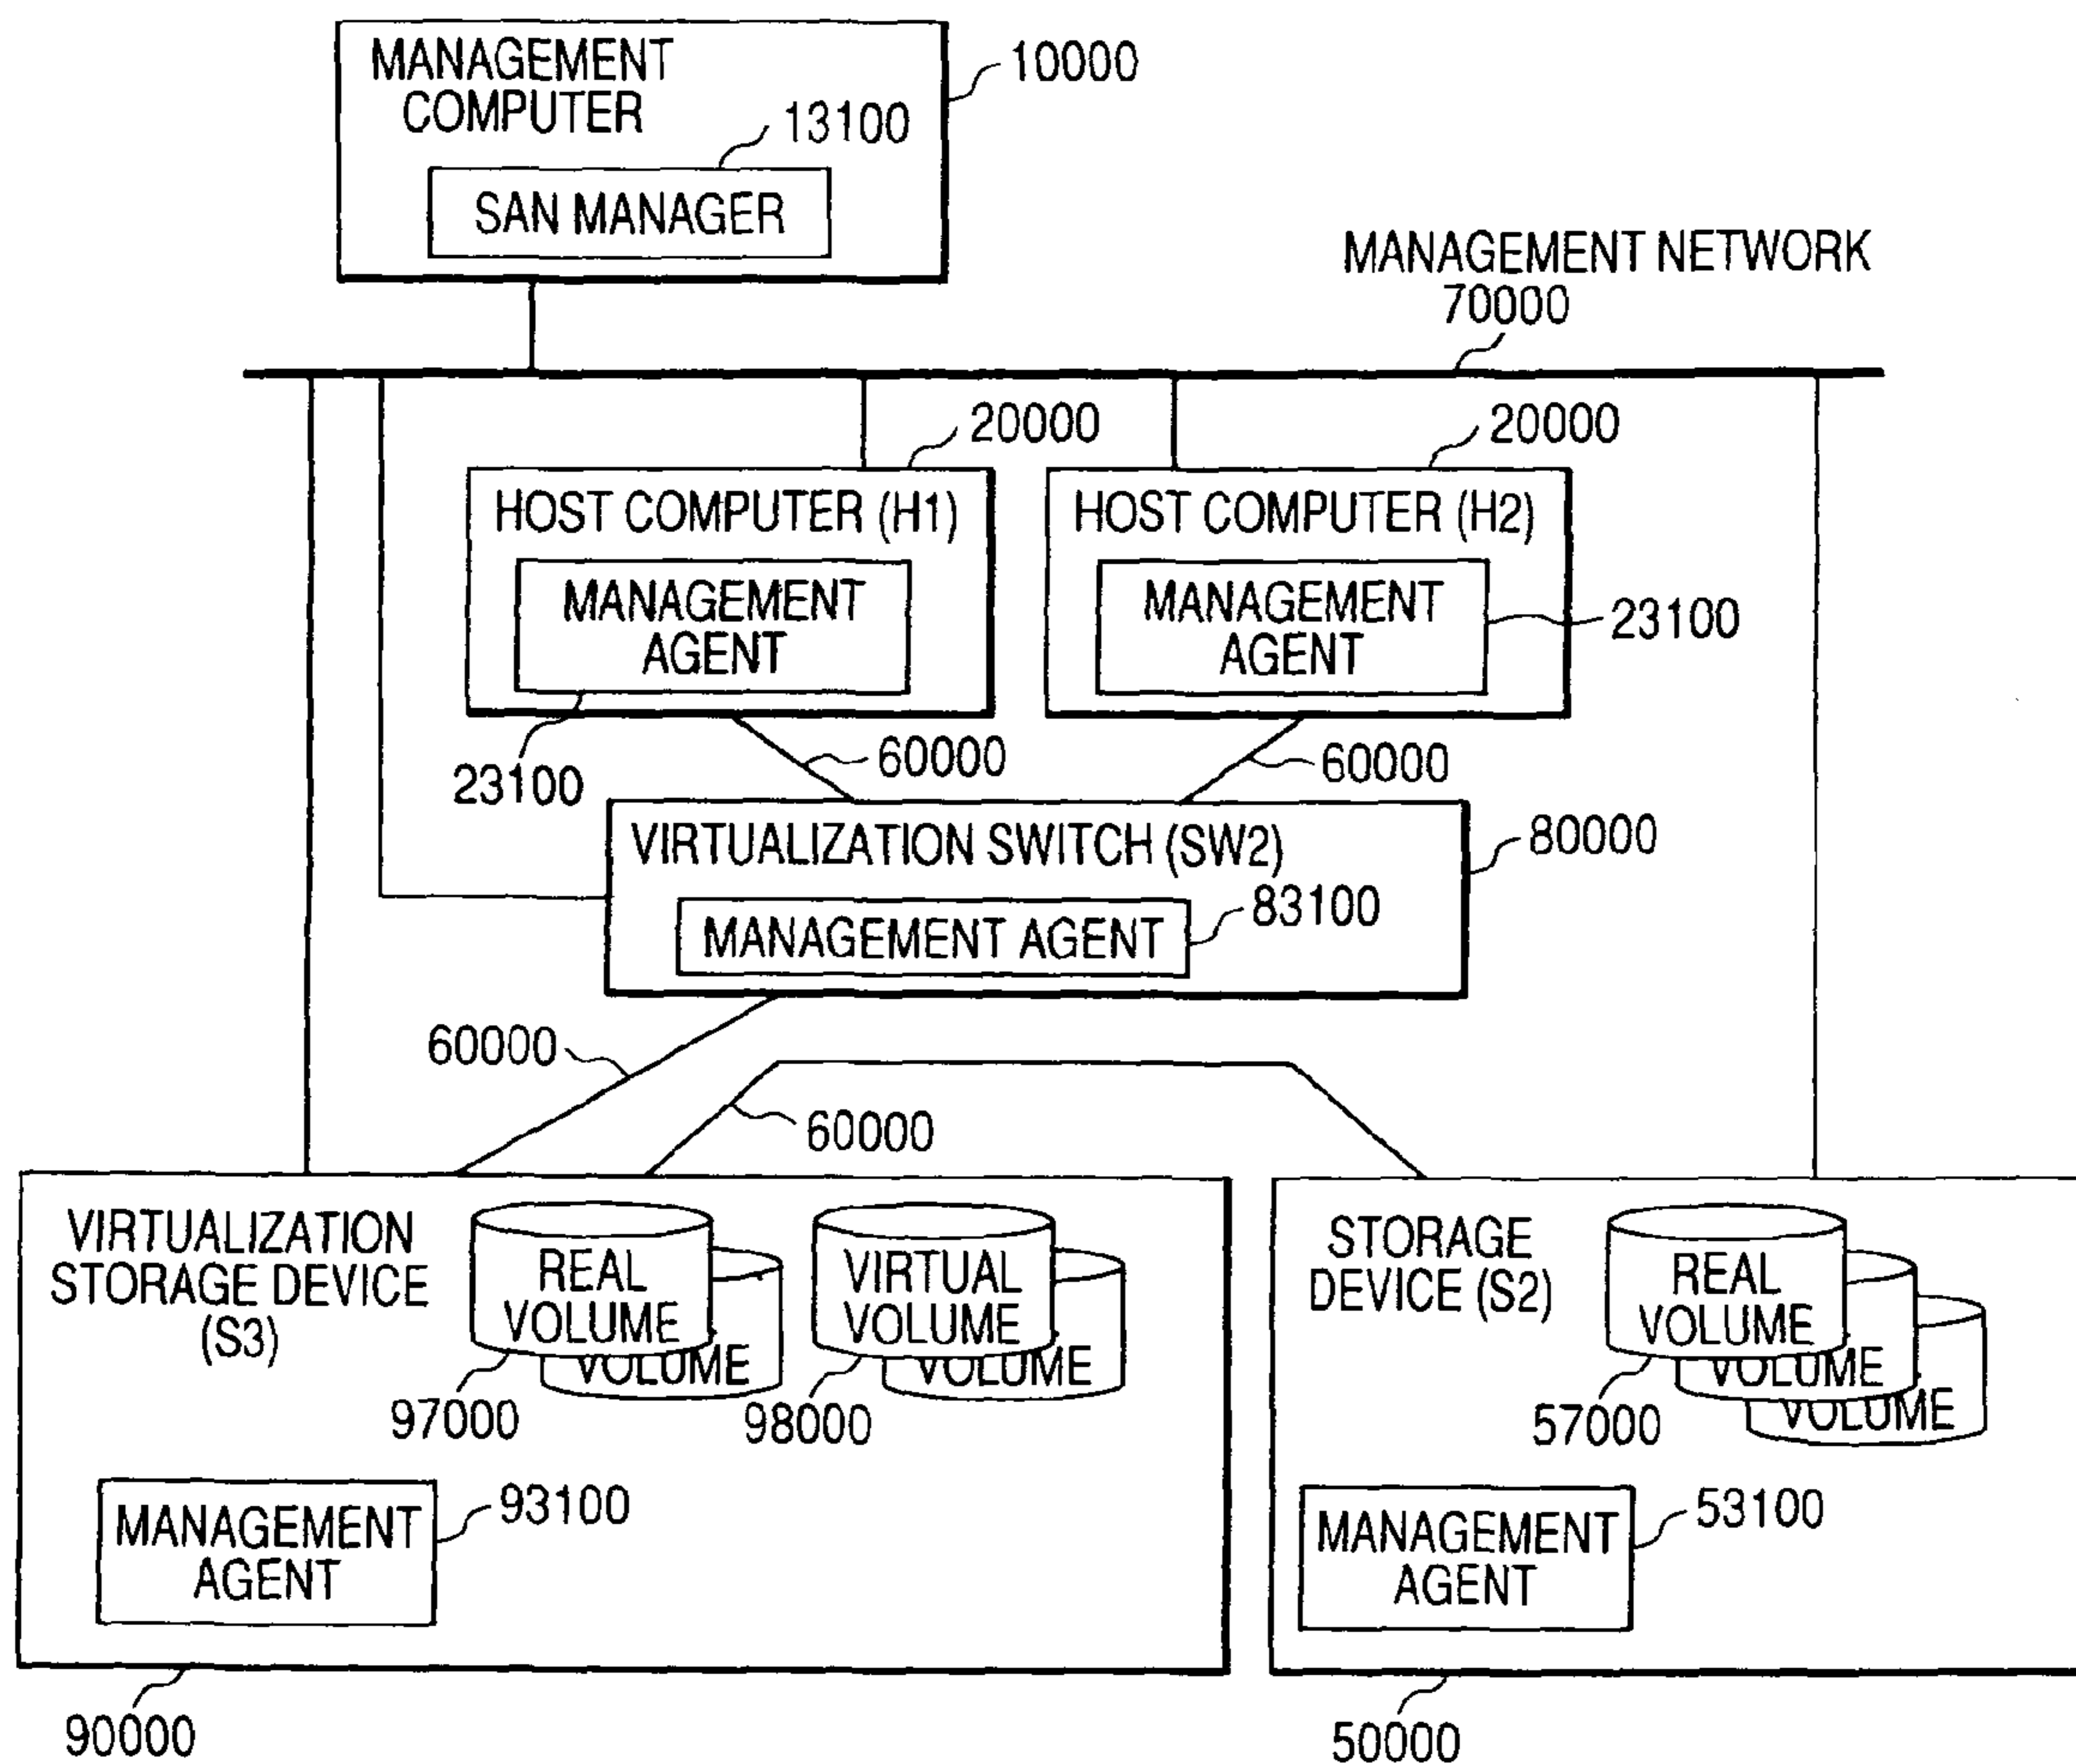 MANAGEMENT
COMPUTER
10000
13100
SAN MANAGER
MANAGEMENT NETWORK
70000
20000
20000
HOST COMPUTER (H1)
MANAGEMENT
AGENT
23100
HOST COMPUTER (H2)
MANAGEMENT
AGENT
23100
60000
60000
VIRTUALIZATION SWITCH (SW2)
80000
MANAGEMENT AGENT
83100
60000
60000
VIRTUALIZATION
STORAGE DEVICE
(S3)
REAL
VOLUME
VOLUME
97000
VIRTUAL
VOLUME
VOLUME
98000
MANAGEMENT
AGENT
93100
90000
STORAGE
DEVICE (S2)
REAL
VOLUME
VOLUME
VOLUME
57000
MANAGEMENT
AGENT
53100
50000